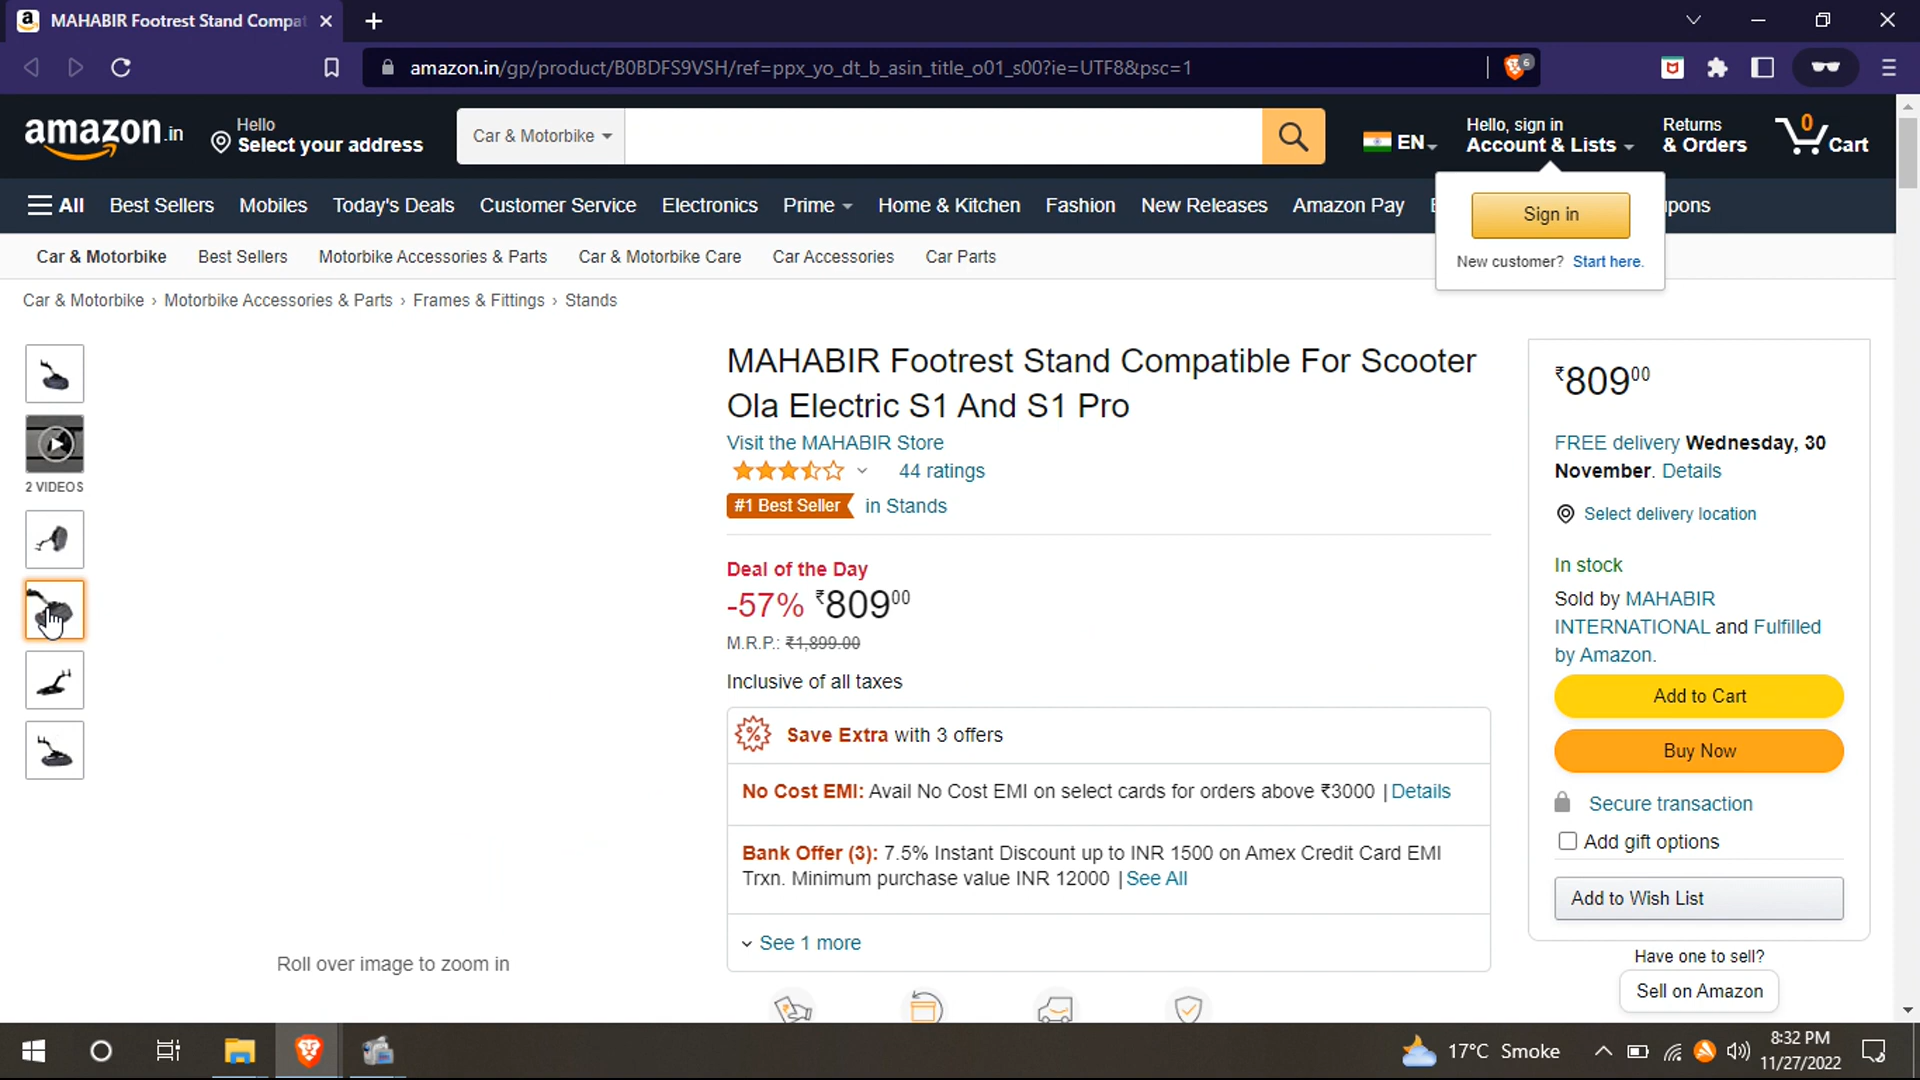 MAHABIR Footrest Stand Compat
amazon.in/gp/product/B0BDFS9VSH/ref=ppx_yo_dt_b_asin_title_o01_s00?ie=UTF8&psc=1
6
amazon.in
Hello
Select your address
Car & Motorbike
EN
Hello, sign in
Account & Lists
Returns
& Orders
0
Cart
All
Best Sellers
Mobiles
Today's Deals
Customer Service
Electronics
Prime
Home & Kitchen
Fashion
New Releases
Amazon Pay
upons
Sign in
New customer? Start here.
Car & Motorbike
Best Sellers
Motorbike Accessories & Parts
Car & Motorbike Care
Car Accessories
Car Parts
Car & Motorbike › Motorbike Accessories & Parts › Frames & Fittings › Stands
2 VIDEOS
Roll over image to zoom in
MAHABIR Footrest Stand Compatible For Scooter
Ola Electric S1 And S1 Pro
Visit the MAHABIR Store
44 ratings
#1 Best Seller in Stands
Deal of the Day
-57% ₹80900
M.R.P.: ₹1,899.00
Inclusive of all taxes
% Save Extra with 3 offers
No Cost EMI: Avail No Cost EMI on select cards for orders above ₹3000 | Details
Bank Offer (3): 7.5% Instant Discount up to INR 1500 on Amex Credit Card EMI
Trxn. Minimum purchase value INR 12000 | See All
See 1 more
₹80900
FREE delivery Wednesday, 30
November. Details
Select delivery location
In stock
Sold by MAHABIR
INTERNATIONAL and Fulfilled
by Amazon.
Add to Cart
Buy Now
Secure transaction
Add gift options
Add to Wish List
Have one to sell?
Sell on Amazon
17°C Smoke
8:32 PM
11/27/2022